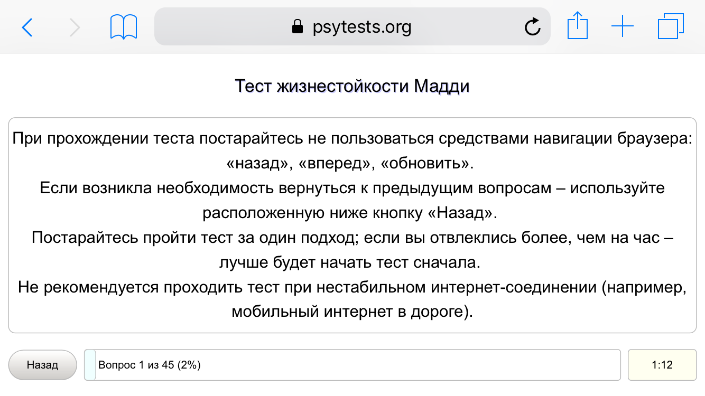 psytests.org
Тест жизнестойкости Мадди
При прохождении теста постарайтесь не пользоваться средствами навигации браузера:
«назад», «вперед», «обновить».
Если возникла необходимость вернуться к предыдущим вопросам – используйте
расположенную ниже кнопку «Назад».
Постарайтесь пройти тест за один подход; если вы отвлеклись более, чем на час –
лучше будет начать тест сначала.
Не рекомендуется проходить тест при нестабильном интернет-соединении (например,
мобильный интернет в дороге).
Назад Вопрос 1 из 45 (2%) 1:12